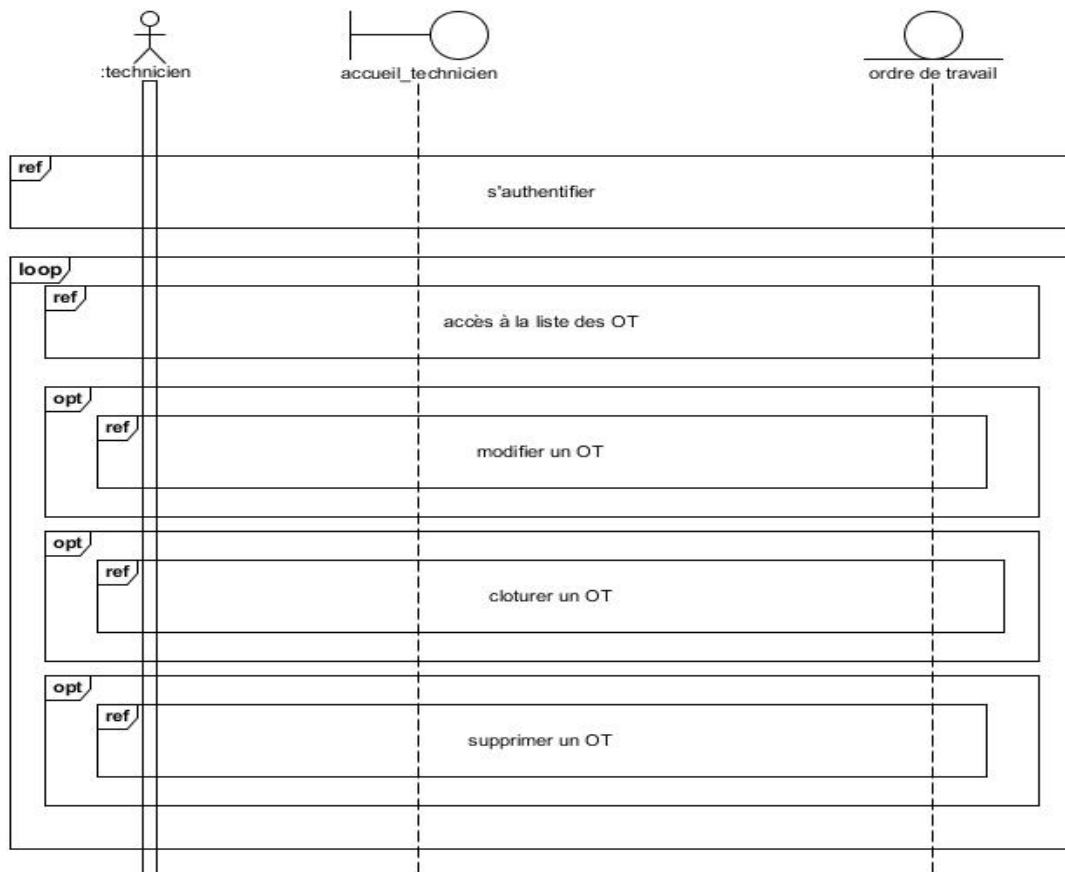 :technicien
accueil_technicien
ordre de travail
ref
s'authentifier
loop
ref
accès à la liste des OT
opt
ref
modifier un OT
opt
ref
cloturer un OT
opt
ref
supprimer un OT